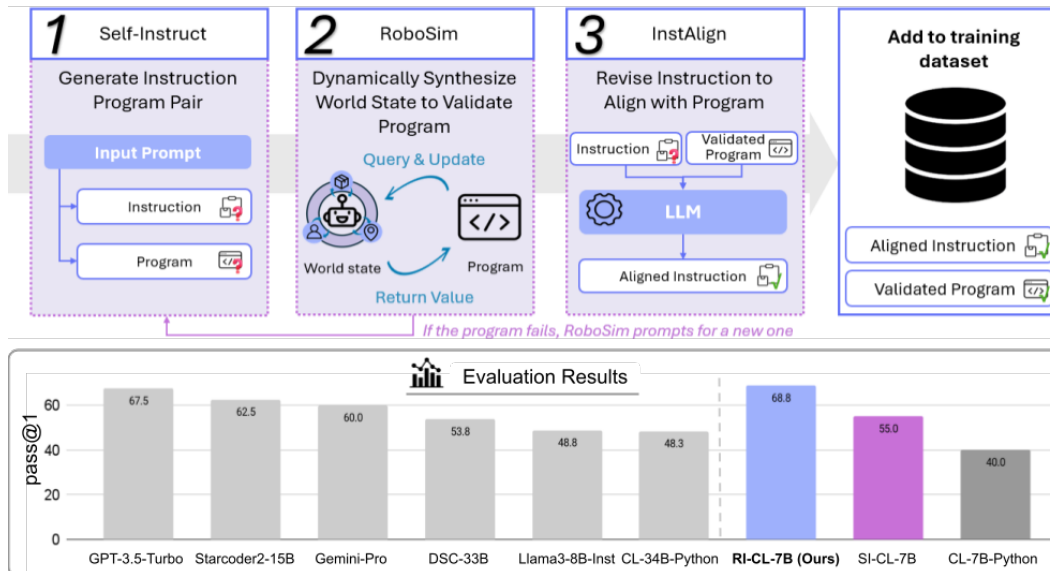 1 Self-Instruct
Generate Instruction
Program Pair
Input Prompt
Instruction
?
Program
</>
?
2 RoboSim
Dynamically Synthesize
World State to Validate
Program
Query & Update
</>
World state
Program
Return Value
3 InstAlign
Revise Instruction to
Align with Program
Instruction
?
Validated
Program
</>
LLM
Aligned Instruction
Add to training
dataset
Aligned Instruction
Validated Program
</>
If the program fails, RoboSim prompts for a new one
Evaluation Results
pass@1
60
40
20
0
67.5
62.5
60.0
53.8
48.8
48.3
68.8
55.0
40.0
GPT-3.5-Turbo
Starcoder2-15B
Gemini-Pro
DSC-33B
Llama3-8B-Inst
CL-34B-Python
RI-CL-7B (Ours)
SI-CL-7B
CL-7B-Python